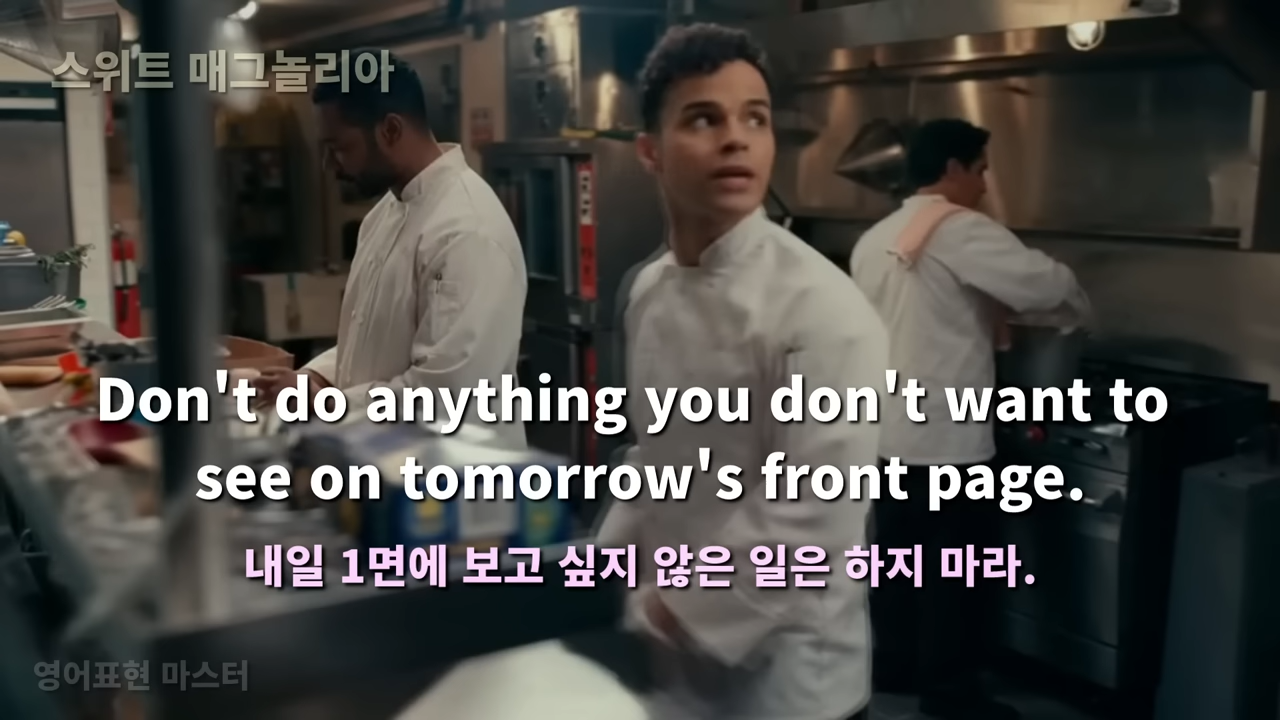 스위트 매그놀리아
Don't do anything you don't want to
see on tomorrow's front page.
내일 1면에 보고 싶지 않은 일은 하지 마라.
영어표현 마스터